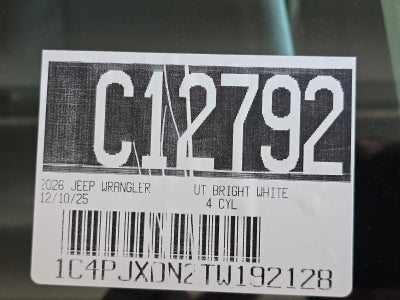 C12792
2026 JEEP WRANGLER UT BRIGHT WHITE
12/10/25 4 CYL
1C4PJXDN2TW192128